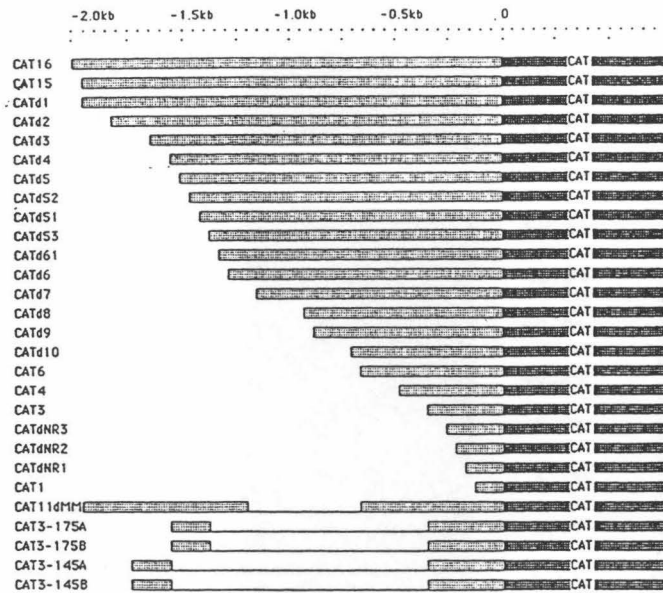 -2.0kb -1.5kb -1.0kb -0.5kb 0
CAT16 CAT
CAT15 CAT
CATd1 CAT
CATd2 CAT
CATd3 CAT
CATd4 CAT
CATd5 CAT
CATd52 CAT
CATd51 CAT
CATd53 CAT
CATd61 CAT
CATd6 CAT
CATd7 CAT
CATd8 CAT
CATd9 CAT
CATd10 CAT
CAT6 CAT
CAT4 CAT
CAT3 CAT
CATdNR3 CAT
CATdNR2 CAT
CATdNR1 CAT
CAT1 CAT
CAT11dMM CAT
CAT3-175A CAT
CAT3-175B CAT
CAT3-145A CAT
CAT3-145B CAT